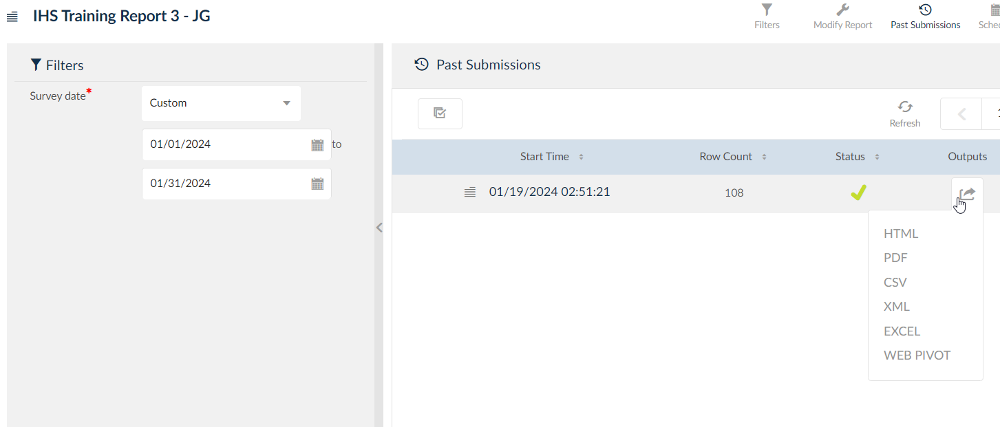 IHS Training Report 3 - JG
Filters
Modify Report
Past Submissions
Filters
Survey date*
Custom
01/01/2024
to
01/31/2024
Past Submissions
Refresh
Start Time
Row Count
Status
Outputs
01/19/2024 02:51:21
108
HTML
PDF
CSV
XML
EXCEL
WEB PIVOT